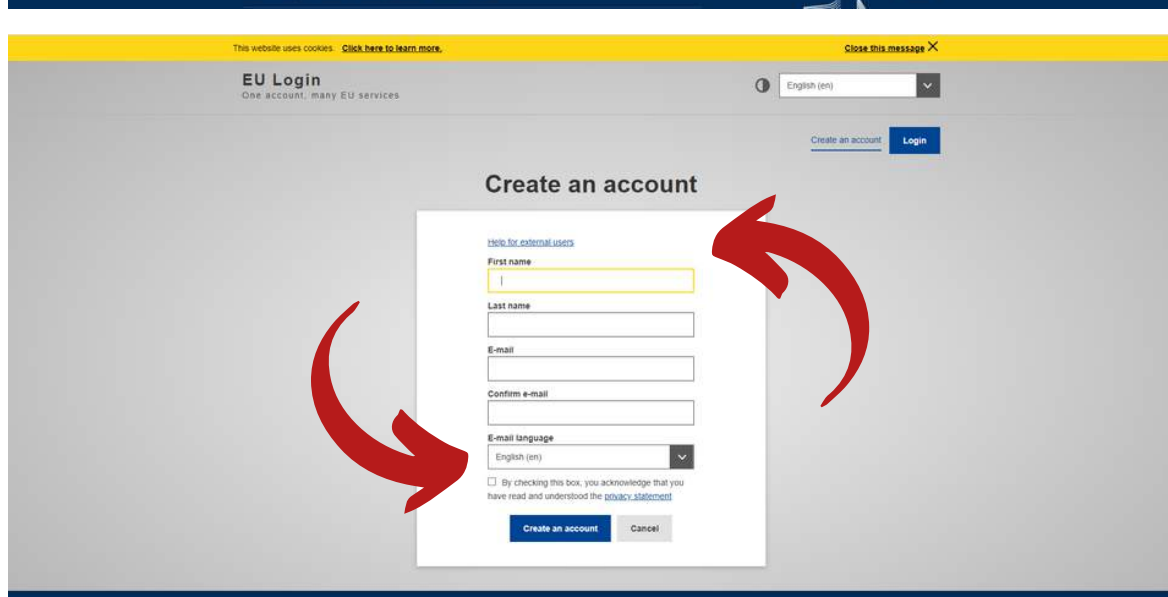 This website uses cookies. Click here to learn more.
Close this message X
EU Login
One account, many EU services
English (en)
Create an account
Login
Create an account
Help for external users
First name
Last name
E-mail
Confirm e-mail
E-mail language
English (en)
By checking this box, you acknowledge that you
have read and understood the privacy statement
Create an account
Cancel